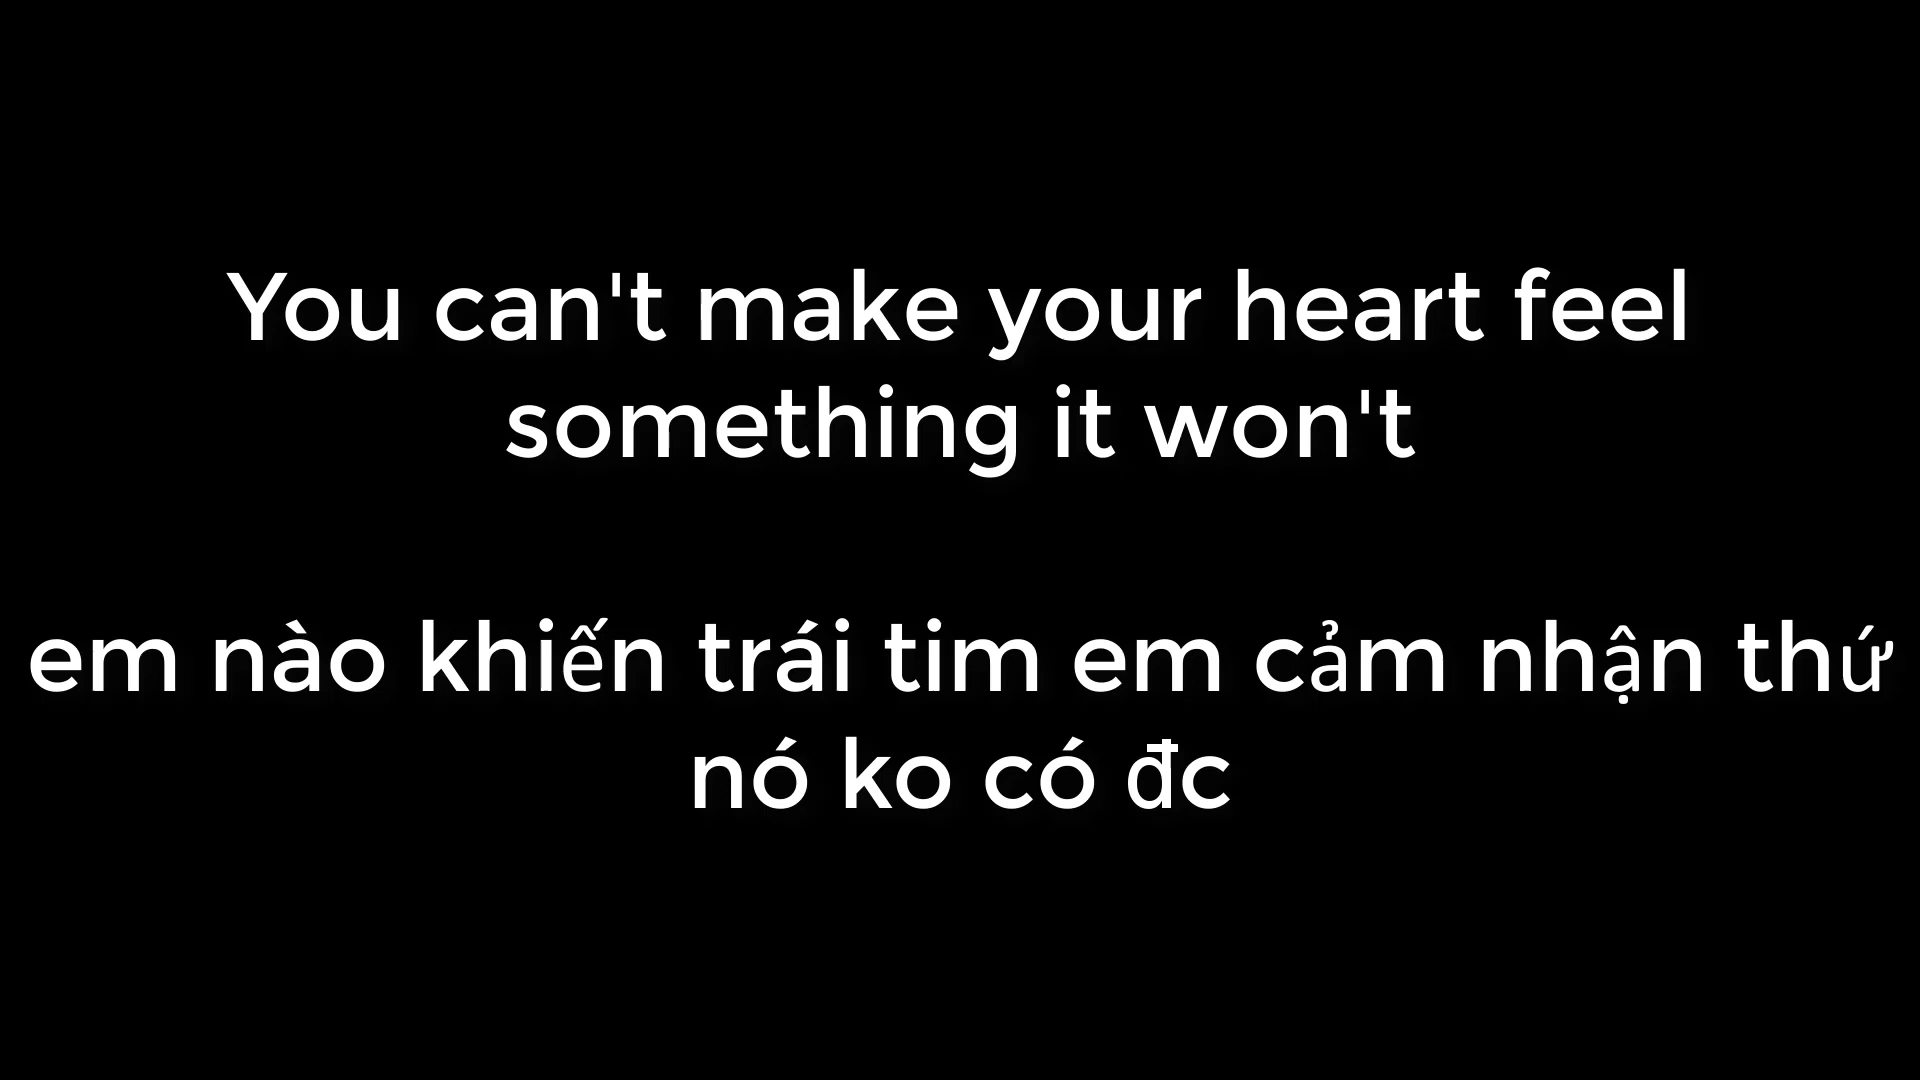 You can't make your heart feel
something it won't
em nào khiến trái tim em cảm nhận thứ
nó ko có đc